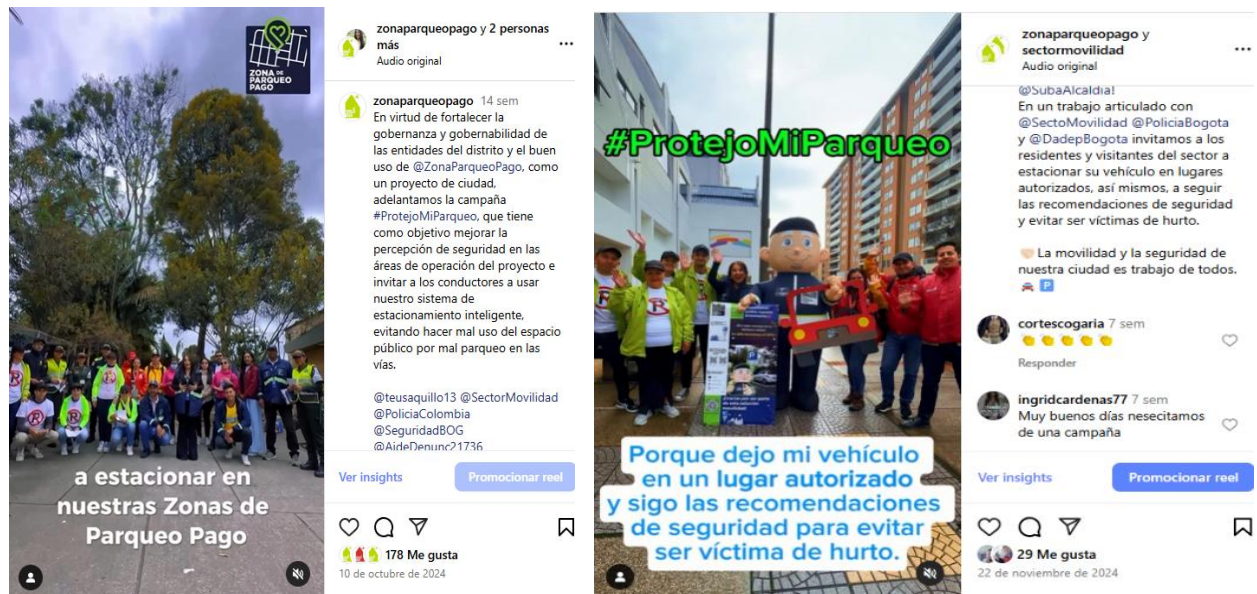 ZONA DE
PARQUEO
PAGO
a estacionar en
nuestras Zonas de
Parqueo Pago
zonaparqueopago y 2 personas
más
Audio original
zonaparqueopago 14 sem
En virtud de fortalecer la
gobernanza y gobernabilidad de
las entidades del distrito y el buen
uso de @ZonaParqueoPago, como
un proyecto de ciudad,
adelantamos la campaña
#ProtejoMiParqueo, que tiene
como objetivo mejorar la
percepción de seguridad en las
áreas de operación del proyecto e
invitar a los conductores a usar
nuestro sistema de
estacionamiento inteligente,
evitando hacer mal uso del espacio
público por mal parqueo en las
vías.
@teusaquillo13 @SectorMovilidad
@PoliciaColombia
@SeguridadBOG
@AideDenunc21736
Ver insights
Promocionar reel
178 Me gusta
10 de octubre de 2024
#ProtejoMiParqueo
Porque dejo mi vehículo
en un lugar autorizado
y sigo las recomendaciones
de seguridad para evitar
ser víctima de hurto.
zonaparqueopago y
sectormovilidad
Audio original
@SubaAlcaldia!
En un trabajo articulado con
@SectoMovilidad @PoliciaBogota
y @DadepBogota invitamos a los
residentes y visitantes del sector a
estacionar su vehículo en lugares
autorizados, así mismos, a seguir
las recomendaciones de seguridad
y evitar ser víctimas de hurto.
La movilidad y la seguridad de
nuestra ciudad es trabajo de todos.
P
cortescogaria 7 sem
Responder
ingridcardenas77 7 sem
Muy buenos días nesecitamos
de una campaña
Ver insights
Promocionar reel
29 Me gusta
22 de noviembre de 2024